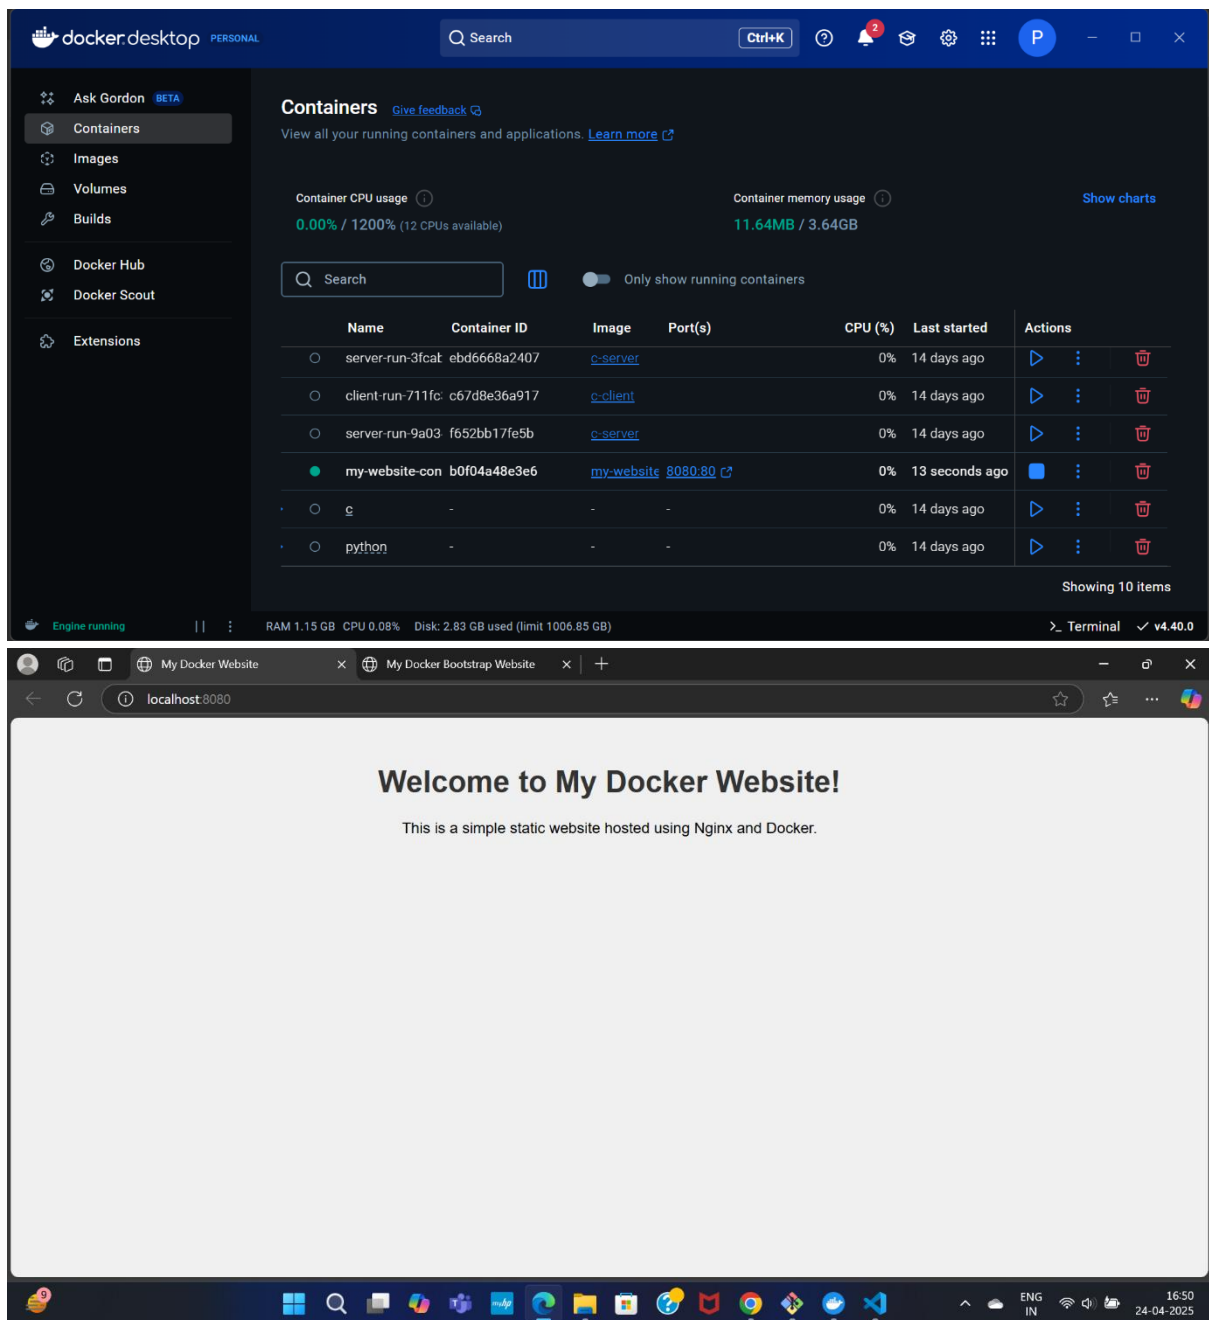 docker.desktop PERSONAL
Search
Ctrl+K
2
P
Ask Gordon BETA
Containers
Images
Volumes
Builds
Docker Hub
Docker Scout
Extensions
Containers Give feedback
View all your running containers and applications. Learn more
Container CPU usage
0.00% / 1200% (12 CPUs available)
Container memory usage
11.64MB / 3.64GB
Show charts
Search
Only show running containers
Name Container ID Image Port(s) CPU (%) Last started Actions
server-run-3fcab ebd6668a2407 c-server 0% 14 days ago
client-run-711fc c67d8e36a917 c-client 0% 14 days ago
server-run-9a03 f652bb17fe5b c-server 0% 14 days ago
my-website-con b0f04a48e3e6 my-website 8080:80 0% 13 seconds ago
c - - - 0% 14 days ago
python - - - 0% 14 days ago
Showing 10 items
Engine running
RAM 1.15 GB CPU 0.08% Disk: 2.83 GB used (limit 1006.85 GB)
>_ Terminal v4.40.0
My Docker Website
My Docker Bootstrap Website
localhost:8080
Welcome to My Docker Website!
This is a simple static website hosted using Nginx and Docker.
9
myhp
ENG
IN
16:50
24-04-2025